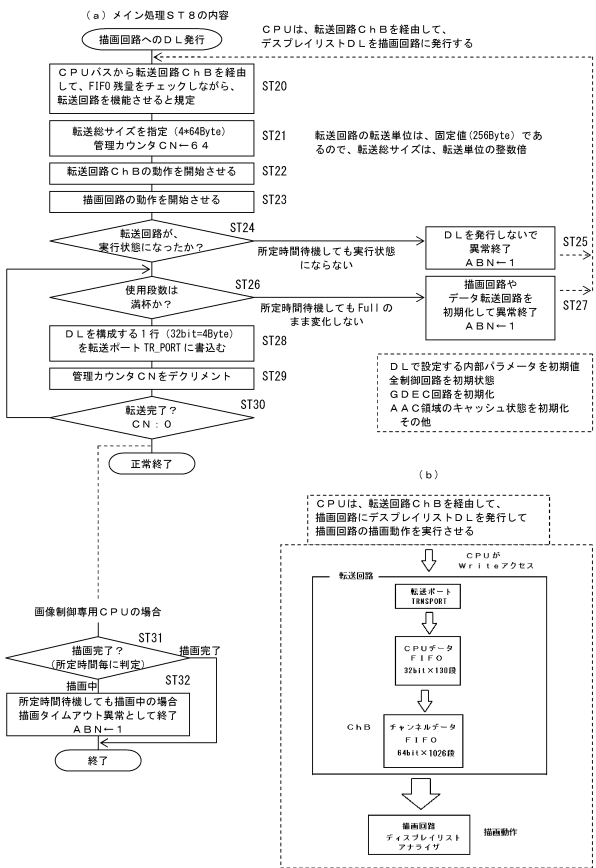 (a)メイン処理ST8の内容
描画回路へのDL発行
CPUは、転送回路ChBを経由して、
デスプレイリストDLを描画回路に発行する
CPUバスから転送回路ChBを経由
して、FIFO残量をチェックしながら、
転送回路を機能させると規定
ST20
転送総サイズを指定(4*64Byte)
管理カウンタCN←64
ST21
転送回路の転送単位は、固定値(256Byte)であ
るので、転送総サイズは、転送単位の整数倍
転送回路ChBの動作を開始させる
ST22
描画回路の動作を開始させる
ST23
転送回路が、
実行状態になったか?
ST24
所定時間待機しても実行状態
にならない
DLを発行しないで
異常終了
ABN←1
ST25
使用段数は
満杯か?
ST26
所定時間待機してもFullの
まま変化しない
描画回路や
データ転送回路を
初期化して異常終了
ABN←1
ST27
DLを構成する1行(32bit=4Byte)
を転送ポートTR_PORTに書込む
ST28
管理カウンタCNをデクリメント
ST29
転送完了?
CN:0
ST30
正常終了
DLで設定する内部パラメータを初期値
全制御回路を初期状態
GDEC回路を初期化
AAC領域のキャッシュ状態を初期化
その他
(b)
CPUは、転送回路ChBを経由して、
描画回路にデスプレイリストDLを発行して
描画回路の描画動作を実行させる
CPUが
Writeアクセス
転送回路
転送ポート
TRNSPORT
CPUデータ
FIFO
32bit×130段
ChB
チャンネルデータ
FIFO
64bit×1026段
描画回路
ディスプレイリスト
アナライザ
描画動作
画像制御専用CPUの場合
描画完了?
(所定時間毎に判定)
ST31
描画完了
描画中
ST32
所定時間待機しても描画中の場合
描画タイムアウト異常として終了
ABN←1
終了